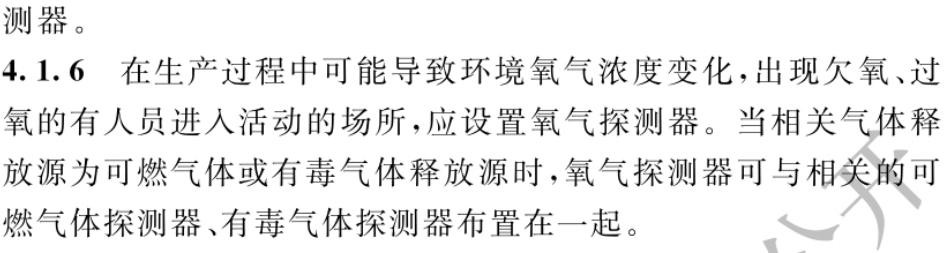 测器。
4.1.6 在生产过程中可能导致环境氧气浓度变化,出现欠氧、过
氧的有人员进入活动的场所,应设置氧气探测器。当相关气体释
放源为可燃气体或有毒气体释放源时,氧气探测器可与相关的可
燃气体探测器、有毒气体探测器布置在一起。
公开